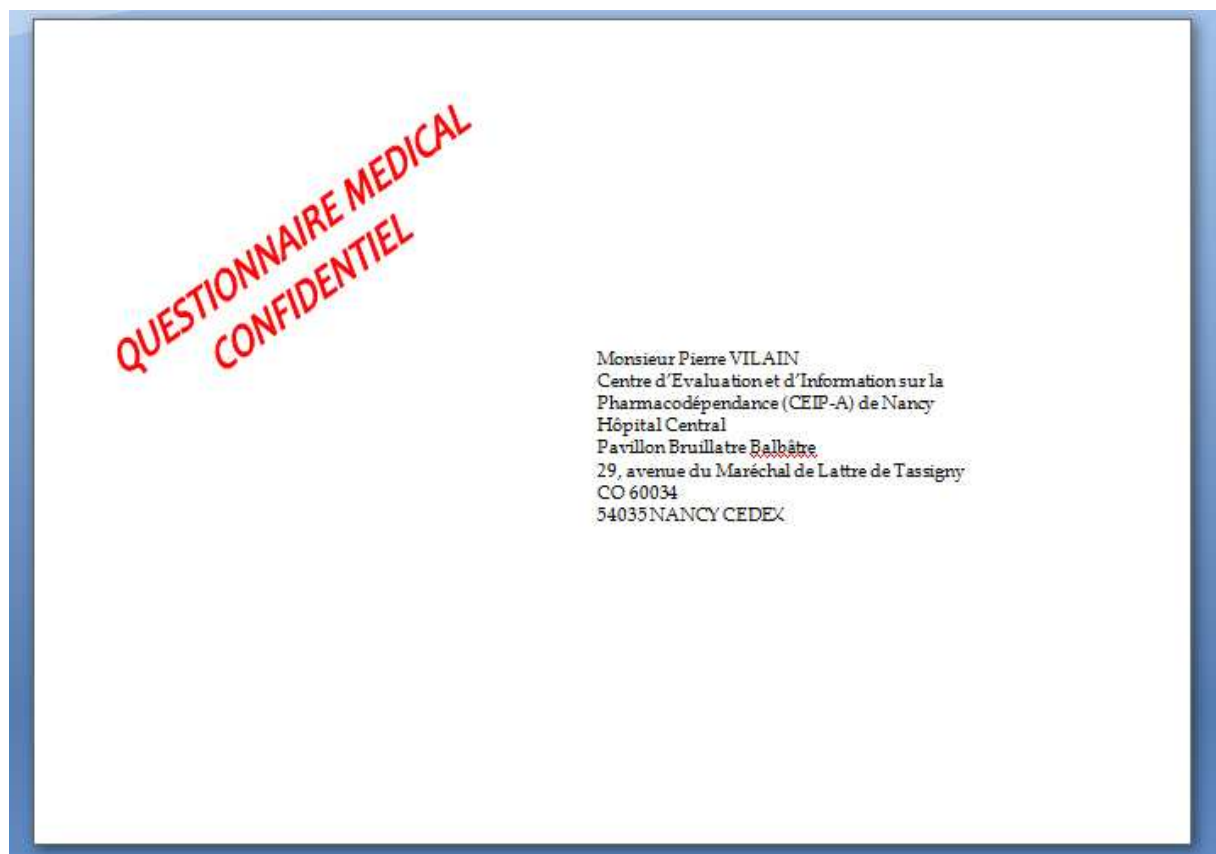 QUESTIONNAIRE MEDICAL
CONFIDENTIEL
Monsieur Pierre VILAIN
Centre d'Evaluation et d'Information sur la
Pharmacodépendance (CEIP-A) de Nancy
Hôpital Central
Pavillon Bruillatre Balbâtre
29, avenue du Maréchal de Lattre de Tassigny
CO 60034
54035 NANCY CEDEX